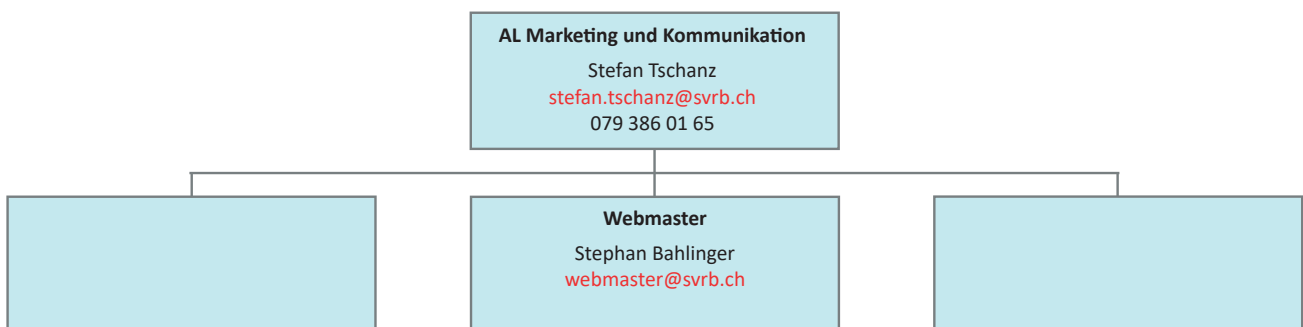 AL Marketing und Kommunikation
Stefan Tschanz
stefan.tschanz@svrb.ch
079 386 01 65
Webmaster
Stephan Bahlinger
webmaster@svrb.ch